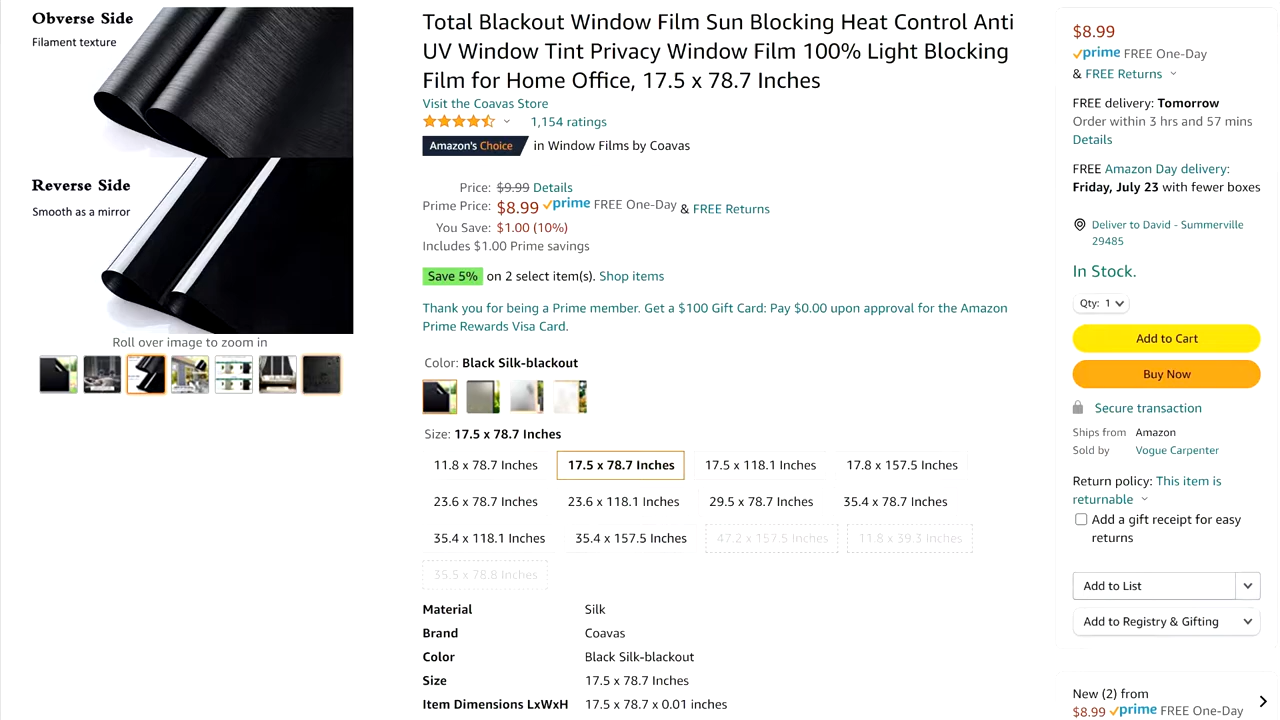 Obverse Side
Filament texture
Reverse Side
Smooth as a mirror
Roll over image to zoom in
Total Blackout Window Film Sun Blocking Heat Control Anti
UV Window Tint Privacy Window Film 100% Light Blocking
Film for Home Office, 17.5 x 78.7 Inches
Visit the Coavas Store
1,154 ratings
Amazon's Choice in Window Films by Coavas
Price: $9.99 Details
Prime Price: $8.99 prime FREE One-Day & FREE Returns
You Save: $1.00 (10%)
Includes $1.00 Prime savings
Save 5% on 2 select item(s). Shop items
Thank you for being a Prime member. Get a $100 Gift Card: Pay $0.00 upon approval for the Amazon
Prime Rewards Visa Card.
Color: Black Silk-blackout
Size: 17.5 x 78.7 Inches
11.8 x 78.7 Inches 17.5 x 78.7 Inches 17.5 x 118.1 Inches 17.8 x 157.5 Inches
23.6 x 78.7 Inches 23.6 x 118.1 Inches 29.5 x 78.7 Inches 35.4 x 78.7 Inches
35.4 x 118.1 Inches 35.4 x 157.5 Inches 47.2 x 157.5 Inches 11.8 x 39.3 Inches
35.5 x 78.8 Inches
Material Silk
Brand Coavas
Color Black Silk-blackout
Size 17.5 x 78.7 Inches
Item Dimensions LxWxH 17.5 x 78.7 x 0.01 inches
$8.99
prime FREE One-Day
& FREE Returns
FREE delivery: Tomorrow
Order within 3 hrs and 57 mins
Details
FREE Amazon Day delivery:
Friday, July 23 with fewer boxes
Deliver to David - Summerville
29485
In Stock.
Qty: 1
Add to Cart
Buy Now
Secure transaction
Ships from Amazon
Sold by Vogue Carpenter
Return policy: This item is
returnable
Add a gift receipt for easy
returns
Add to List
Add to Registry & Gifting
New (2) from
$8.99 prime FREE One-Day